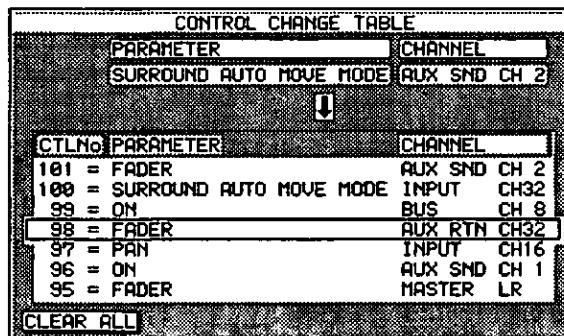 CONTROL CHANGE TABLE
PARAMETER CHANNEL
SURROUND AUTO MOVE MODE AUX SND CH 2
CTLNo PARAMETER CHANNEL
101 = FADER AUX SND CH 2
100 = SURROUND AUTO MOVE MODE INPUT CH32
99 = ON BUS CH 8
98 = FADER AUX RTN CH32
97 = PAN INPUT CH16
96 = ON AUX SND CH 1
95 = FADER MASTER LR
CLEAR ALL